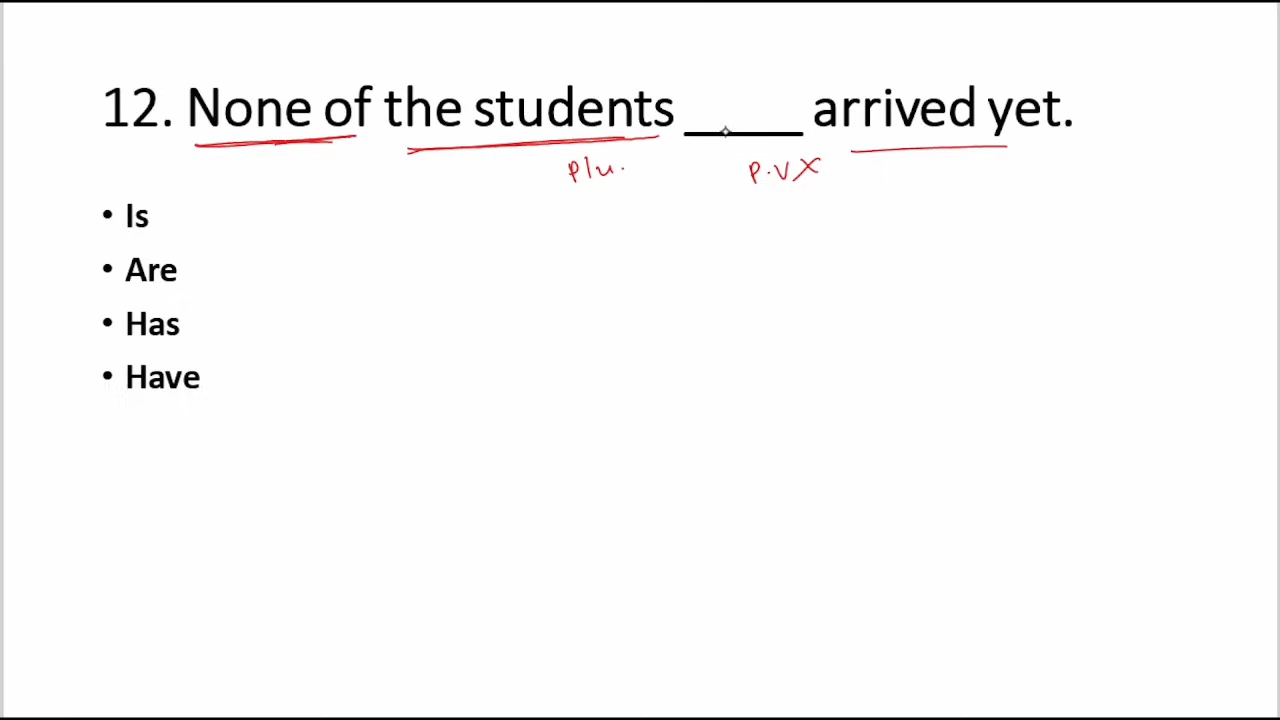 12. None of the students _____ arrived yet.
plu. p.v X
• Is
• Are
• Has
• Have